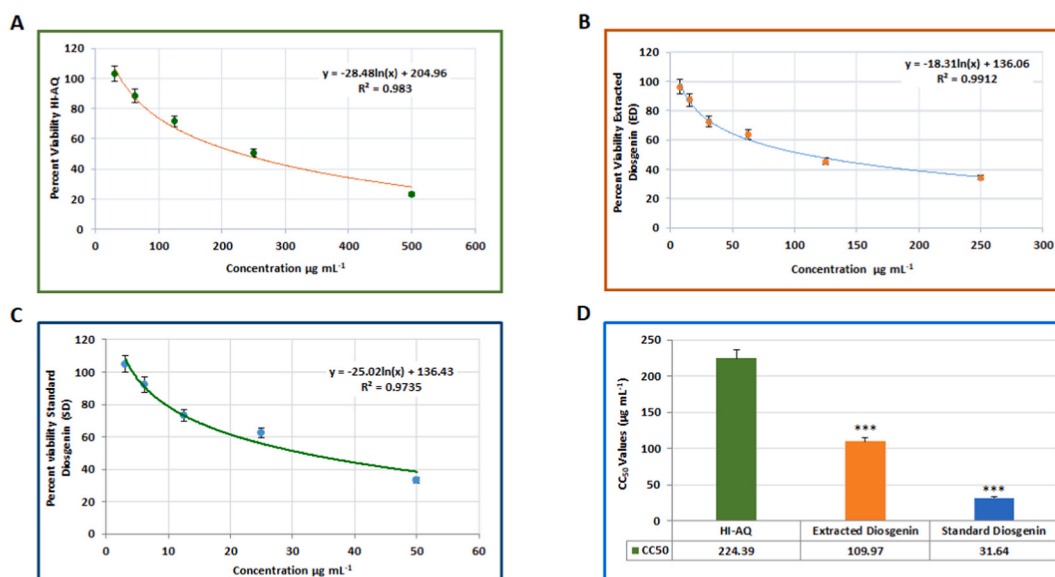 A
Percent Viability HI-AQ
120
100
80
60
40
20
0
y = -28.48ln(x) + 204.96
R² = 0.983
0 100 200 300 400 500 600
Concentration µg mL⁻¹
B
Percent Viability Extracted
Diosgenin (ED)
120
100
80
60
40
20
0
y = -18.31ln(x) + 136.06
R² = 0.9912
0 50 100 150 200 250 300
Concentration µg mL⁻¹
C
Percent viability Standard
Diosgenin (SD)
120
100
80
60
40
20
0
y = -25.02ln(x) + 136.43
R² = 0.9735
0 10 20 30 40 50 60
Concentration µg mL⁻¹
D
CC₅₀ Values (µg mL⁻¹)
250
200
150
100
50
0
***
***
HI-AQ Extracted Diosgenin Standard Diosgenin
CC50 224.39 109.97 31.64